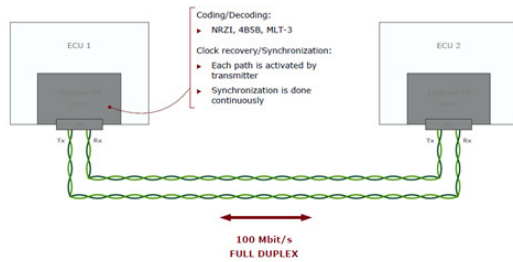 Coding/Decoding:
► NRZI, 4B5B, MLT-3
Clock recovery/Synchronization:
► Each path is activated by
transmitter
► Synchronization is done
continuously
ECU 1
ECU 2
Tx
Rx
Tx
Rx
100 Mbit/s
FULL DUPLEX